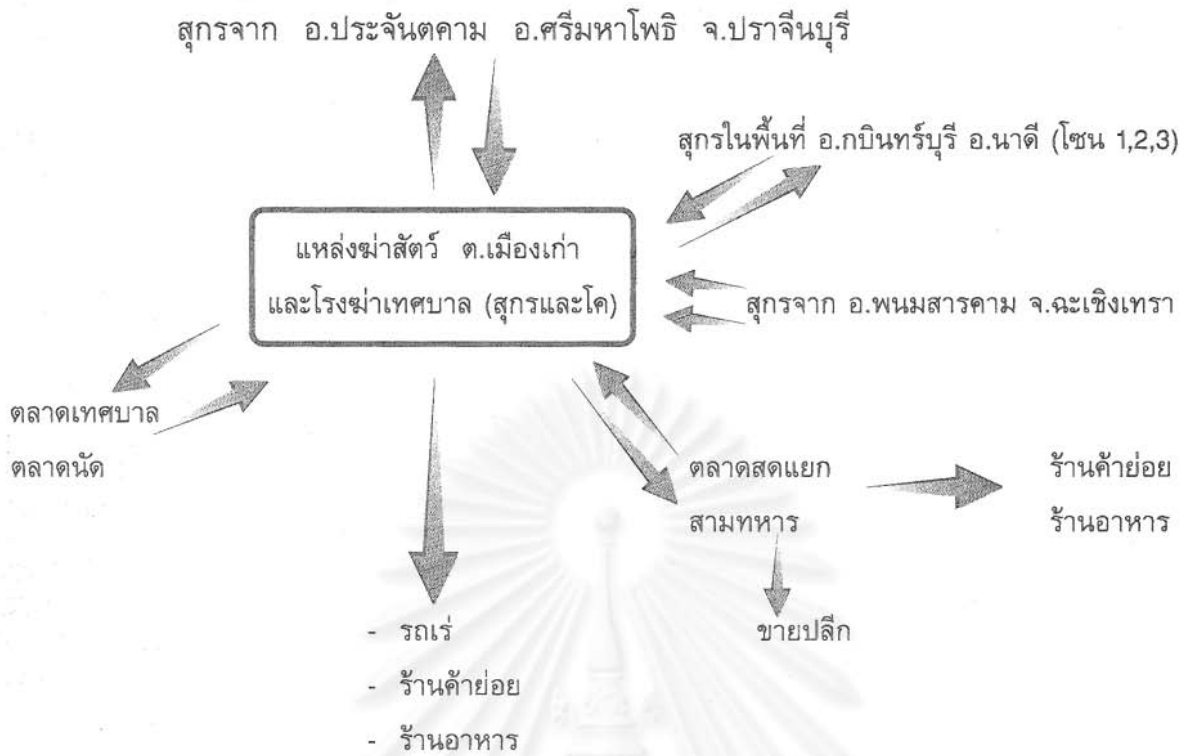 สุกรจาก อ.ประจันตคาม อ.ศรีมหาโพธิ จ.ปราจีนบุรี
สุกรในพื้นที่ อ.กบินทร์บุรี อ.นาดี (โซน 1,2,3)
แหล่งฆ่าสัตว์ ต.เมืองเก่า
และโรงฆ่าเทศบาล (สุกรและโค)
สุกรจาก อ.พนมสารคาม จ.ฉะเชิงเทรา
ตลาดเทศบาล
ตลาดนัด
ตลาดสดแยก
สามทหาร
ร้านค้าย่อย
ร้านอาหาร
ขายปลีก
- รถเร่
- ร้านค้าย่อย
- ร้านอาหาร